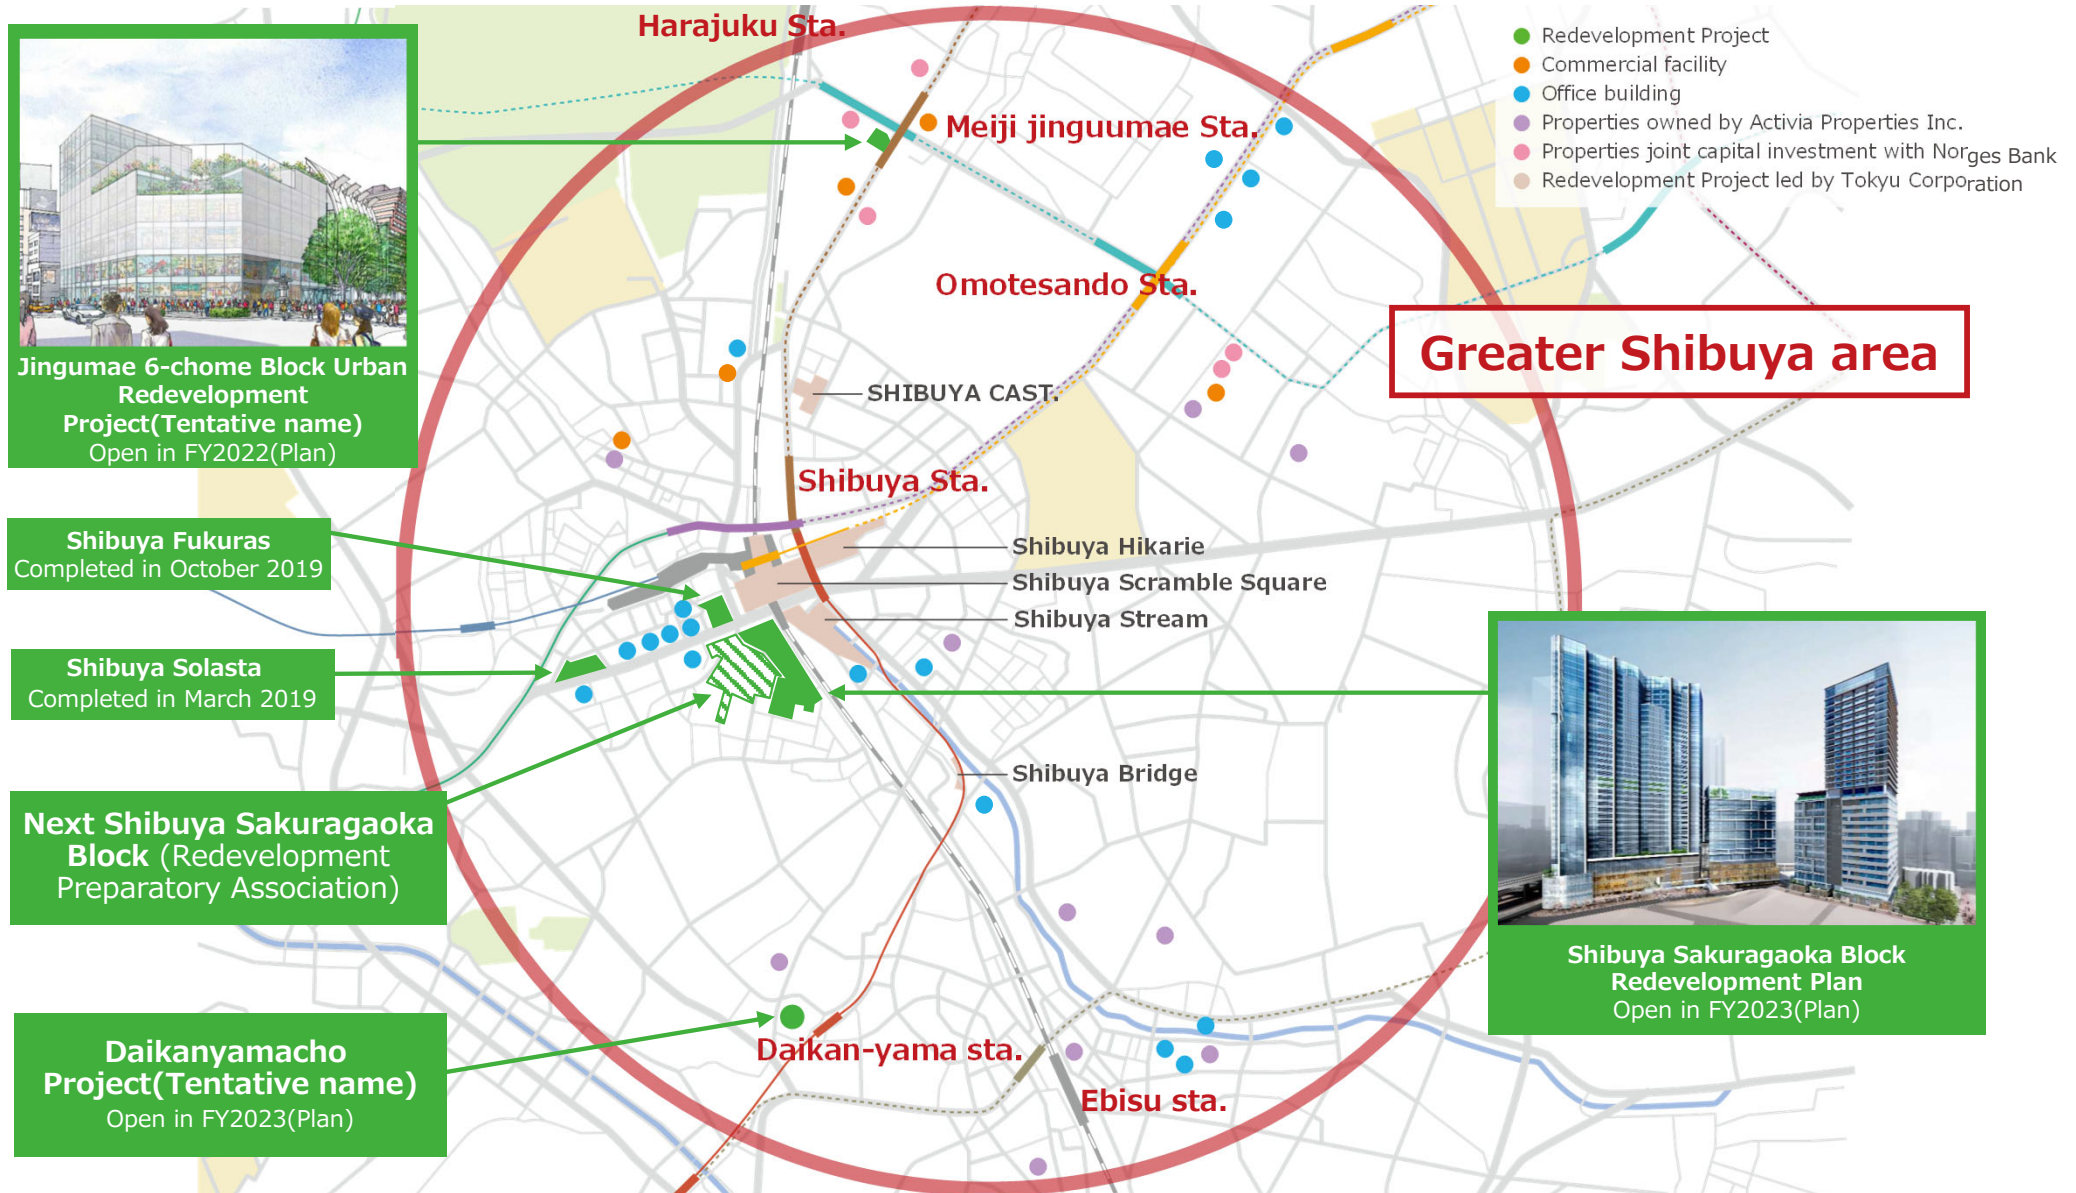 Harajuku Sta.
Redevelopment Project
Commercial facility
Office building
Properties owned by Activia Properties Inc.
Properties joint capital investment with Norges Bank
Redevelopment Project led by Tokyu Corporation
Meiji jinguumae Sta.
Omotesando Sta.
Greater Shibuya area
Jingumae 6-chome Block Urban
Redevelopment
Project(Tentative name)
Open in FY2022(Plan)
SHIBUYA CAST.
Shibuya Sta.
Shibuya Fukuras
Completed in October 2019
Shibuya Hikarie
Shibuya Scramble Square
Shibuya Stream
Shibuya Solasta
Completed in March 2019
Shibuya Bridge
Next Shibuya Sakuragaoka
Block (Redevelopment
Preparatory Association)
Shibuya Sakuragaoka Block
Redevelopment Plan
Open in FY2023(Plan)
Daikanyamacho
Project(Tentative name)
Open in FY2023(Plan)
Daikan-yama sta.
Ebisu sta.